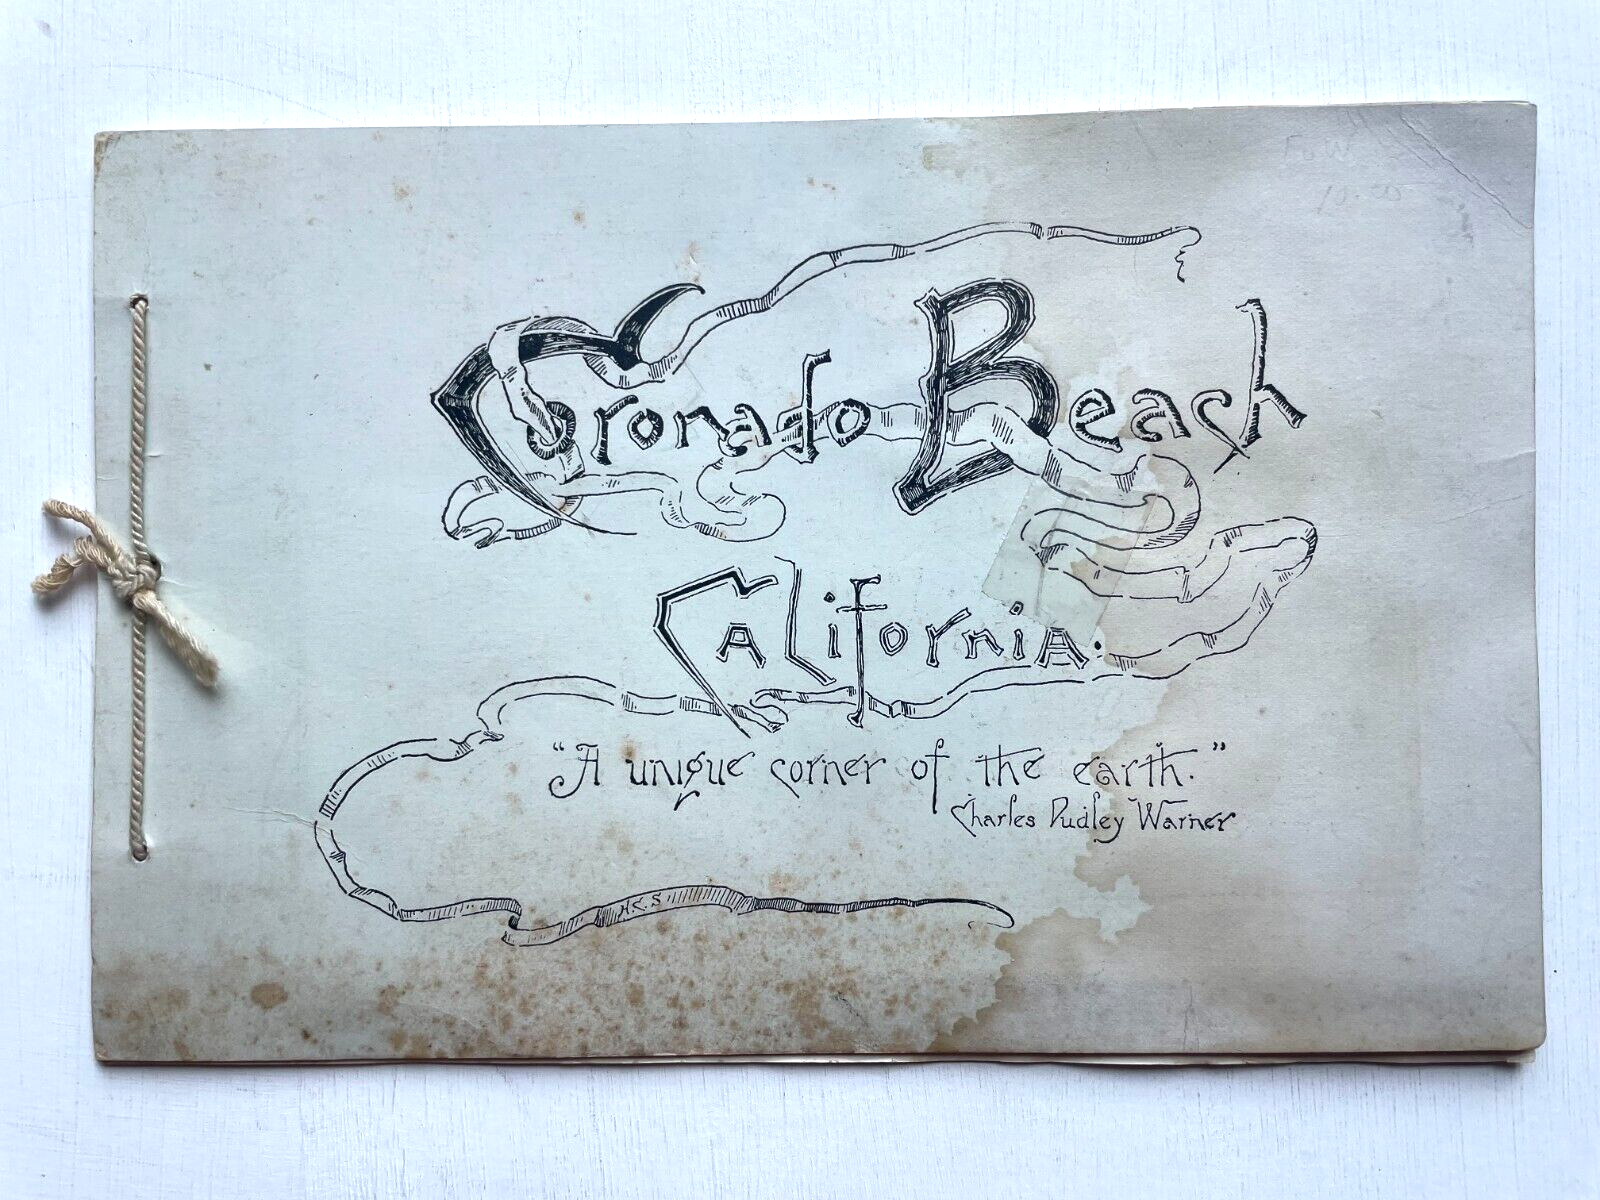 Coronado Beach
California.
"A unique corner of the earth."
Charles Dudley Warner
H.C.S